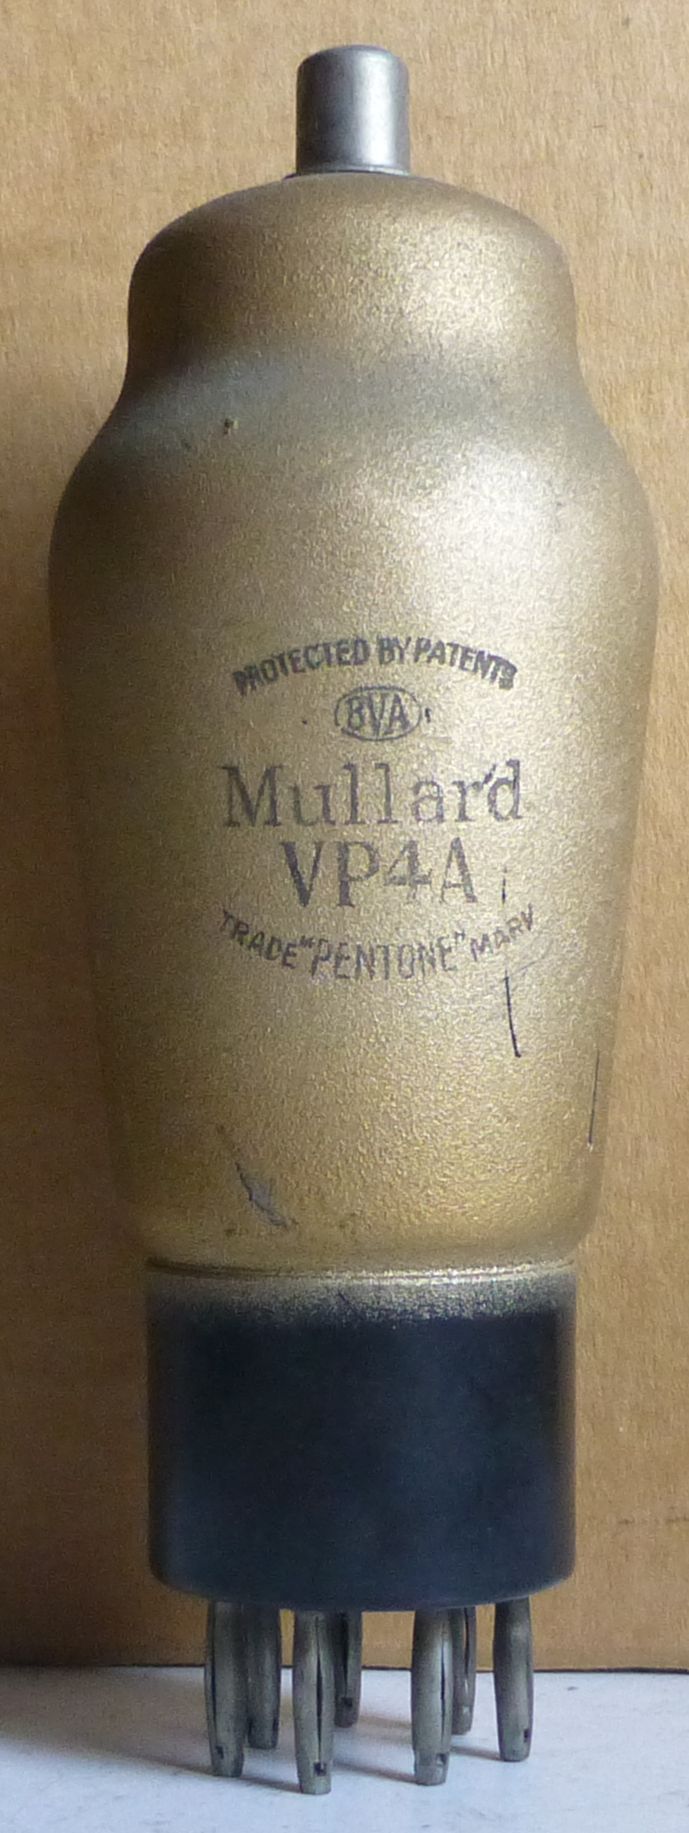 PROTECTED BY PATENTS
BVA
Mullard
VP4A
TRADE "PENTONE" MARK